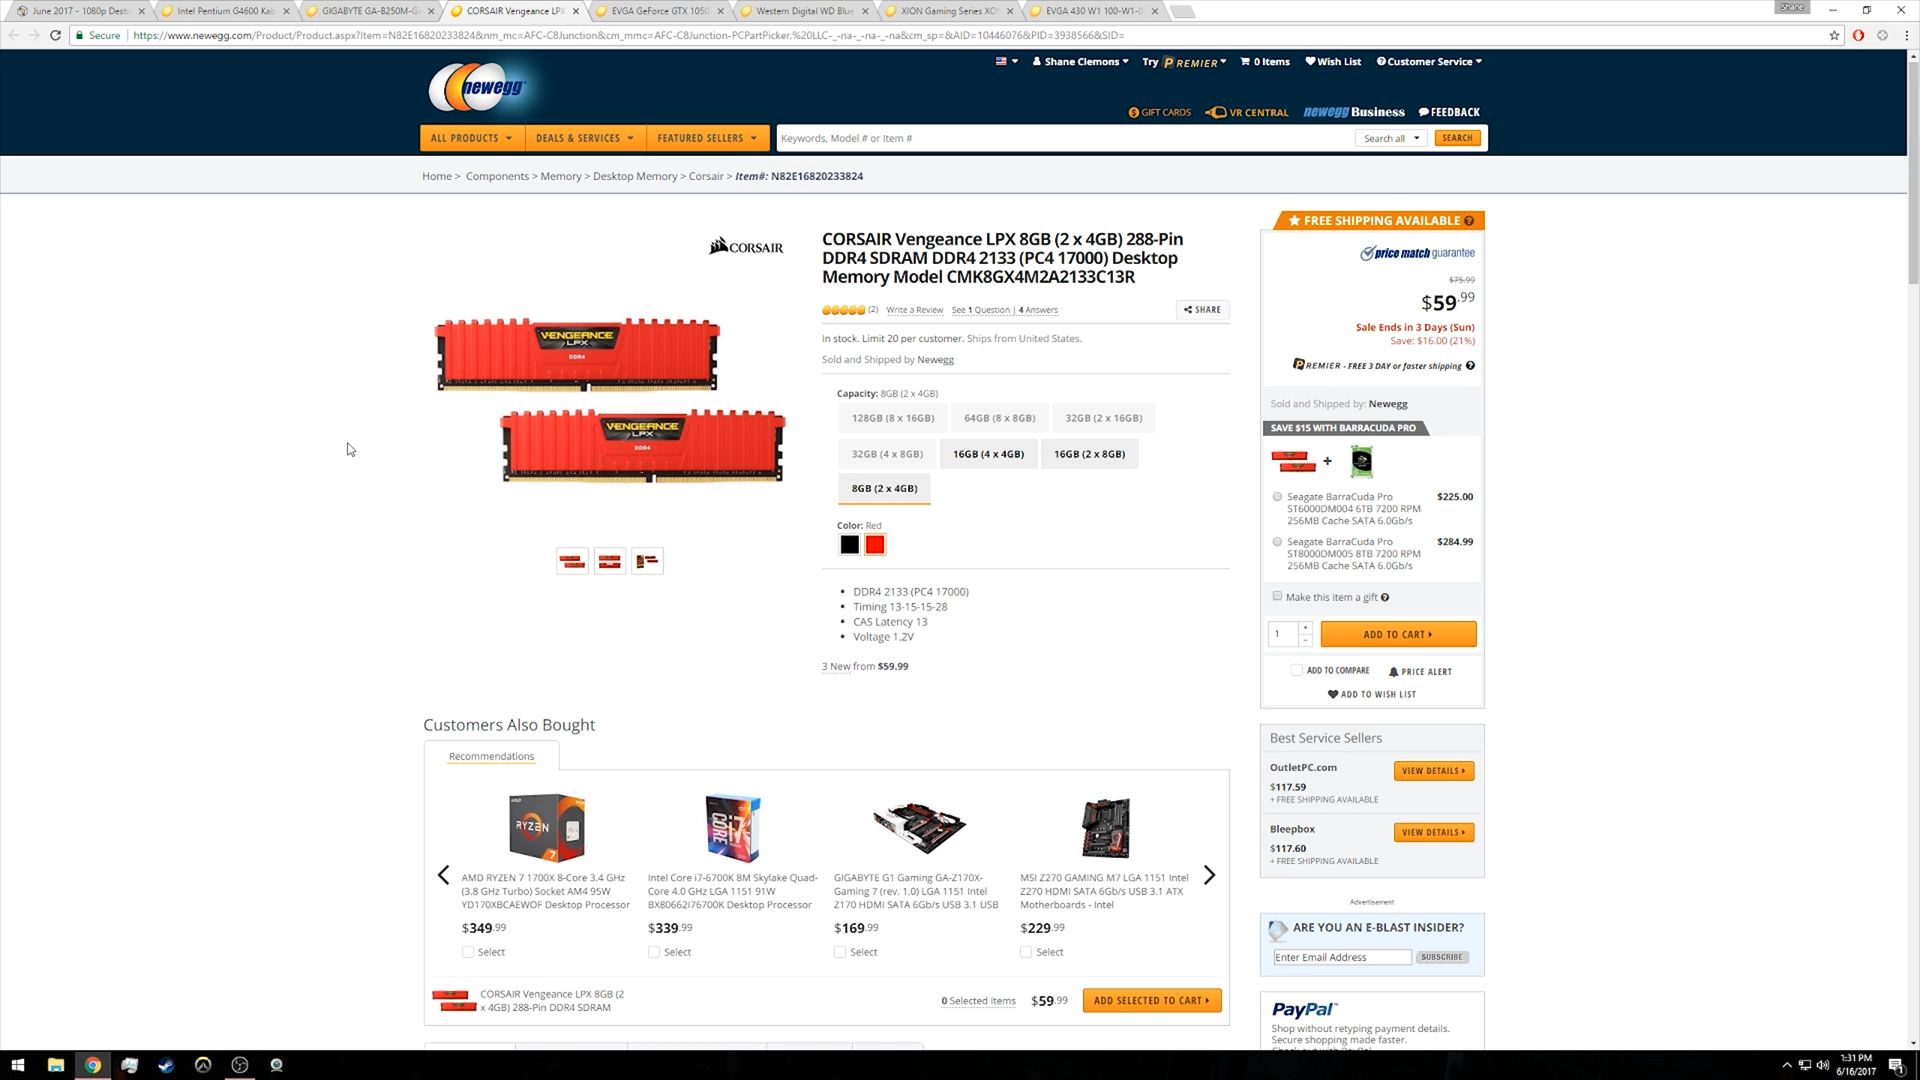 June 2017 - 1080p Dest
Intel Pentium G4600 Kab
GIGABYTE GA-B250M-G
CORSAIR Vengeance LPX
EVGA GeForce GTX 1050
Western Digital WD Blue
XION Gaming Series XO
EVGA 430 W1 100-W1-0
Shane
Secure
https://www.newegg.com/Product/Product.aspx?Item=N82E16820233824&nm_mc=AFC-C8Junction&cm_mmc=AFC-C8Junction-PCPartPicker,%20LLC-_-na-_-na-_-na&cm_sp=&AID=10446076&PID=3938566&SID=
newegg
Shane Clemons
Try PREMIER
0 Items
Wish List
Customer Service
GIFT CARDS
VR CENTRAL
newegg Business
FEEDBACK
ALL PRODUCTS
DEALS & SERVICES
FEATURED SELLERS
Keywords, Model # or Item #
Search all
SEARCH
Home > Components > Memory > Desktop Memory > Corsair > Item#: N82E16820233824
CORSAIR
VENGEANCE
LPX
DDR4
VENGEANCE
LPX
DDR4
CORSAIR Vengeance LPX 8GB (2 x 4GB) 288-Pin
DDR4 SDRAM DDR4 2133 (PC4 17000) Desktop
Memory Model CMK8GX4M2A2133C13R
(2) Write a Review See 1 Question | 4 Answers
SHARE
In stock. Limit 20 per customer. Ships from United States.
Sold and Shipped by Newegg
Capacity: 8GB (2 x 4GB)
128GB (8 x 16GB)
64GB (8 x 8GB)
32GB (2 x 16GB)
32GB (4 x 8GB)
16GB (4 x 4GB)
16GB (2 x 8GB)
8GB (2 x 4GB)
Color: Red
• DDR4 2133 (PC4 17000)
• Timing 13-15-15-28
• CAS Latency 13
• Voltage 1.2V
3 New from $59.99
FREE SHIPPING AVAILABLE
price match guarantee
$75.99
$59.99
Sale Ends in 3 Days (Sun)
Save: $16.00 (21%)
PREMIER - FREE 3 DAY or faster shipping
Sold and Shipped by: Newegg
SAVE $15 WITH BARRACUDA PRO
+
Seagate BarraCuda Pro
ST6000DM004 6TB 7200 RPM
256MB Cache SATA 6.0Gb/s
$225.00
Seagate BarraCuda Pro
ST8000DM005 8TB 7200 RPM
256MB Cache SATA 6.0Gb/s
$284.99
Make this item a gift
1
ADD TO CART
ADD TO COMPARE
PRICE ALERT
ADD TO WISH LIST
Customers Also Bought
Recommendations
RYZEN
7
CORE i7
AMD RYZEN 7 1700X 8-Core 3.4 GHz
(3.8 GHz Turbo) Socket AM4 95W
YD170XBCAEWOF Desktop Processor
$349.99
Select
Intel Core i7-6700K 8M Skylake Quad-
Core 4.0 GHz LGA 1151 91W
BX80662I76700K Desktop Processor
$339.99
Select
GIGABYTE G1 Gaming GA-Z170X-
Gaming 7 (rev. 1.0) LGA 1151 Intel
Z170 HDMI SATA 6Gb/s USB 3.1 USB
$169.99
Select
MSI Z270 GAMING M7 LGA 1151 Intel
Z270 HDMI SATA 6Gb/s USB 3.1 ATX
Motherboards - Intel
$229.99
Select
CORSAIR Vengeance LPX 8GB (2
x 4GB) 288-Pin DDR4 SDRAM
0 Selected Items
$59.99
ADD SELECTED TO CART
Best Service Sellers
OutletPC.com
$117.59
+ FREE SHIPPING AVAILABLE
VIEW DETAILS
Bleepbox
$117.60
+ FREE SHIPPING AVAILABLE
VIEW DETAILS
Advertisement
ARE YOU AN E-BLAST INSIDER?
Enter Email Address
SUBSCRIBE
PayPal
Shop without retyping payment details.
Secure shopping made faster.
1:31 PM
6/16/2017